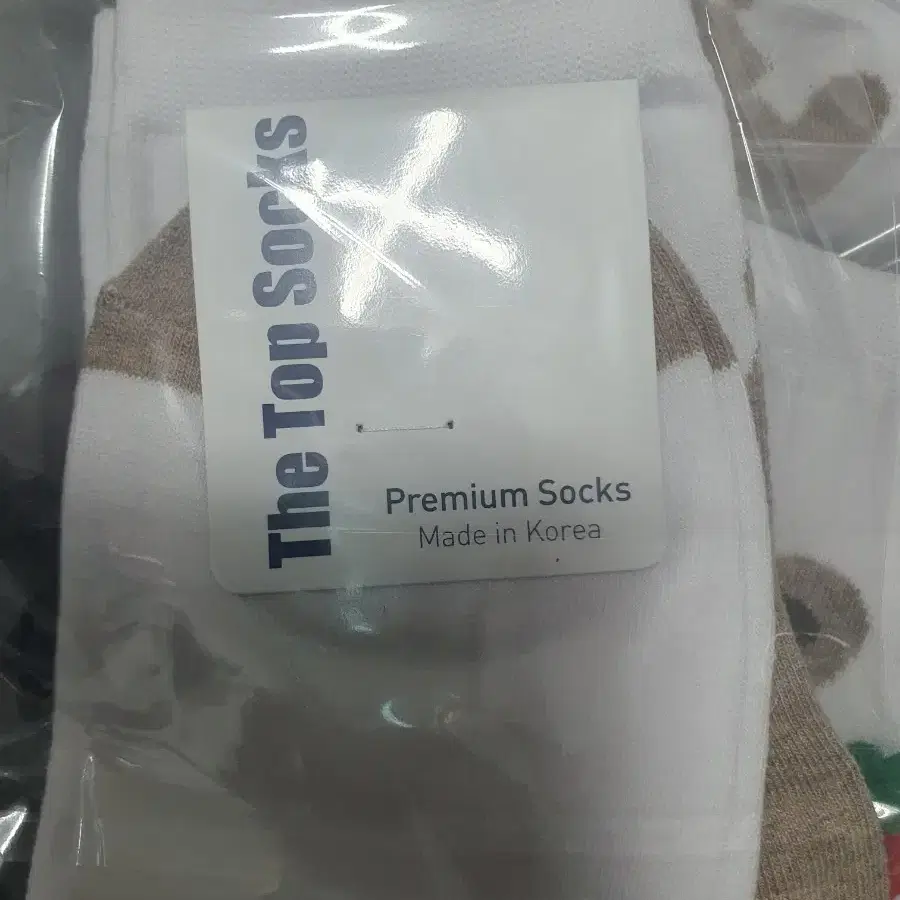 The Top Socks
Premium Socks
Made in Korea